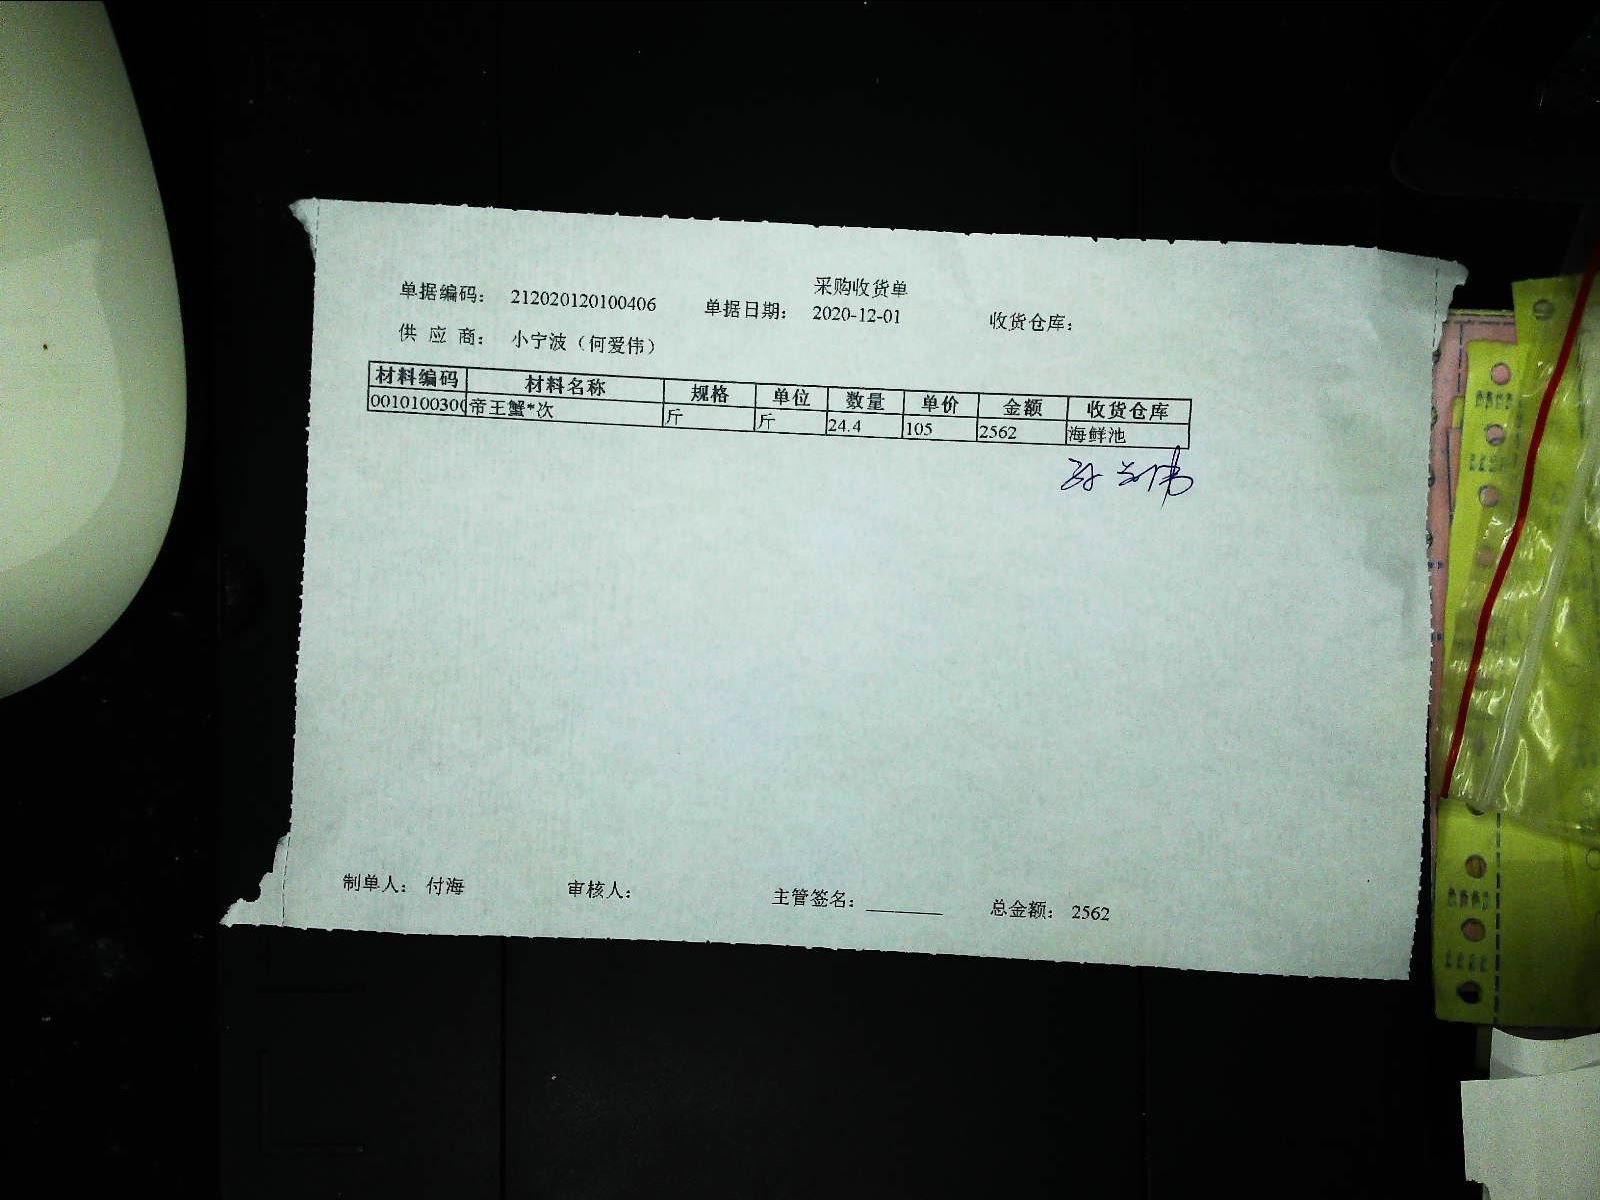 采购收货单
单据编码： 212020120100406 单据日期： 2020-12-01 收货仓库：
供 应 商： 小宁波（何爱伟）
材料编码 材料名称 规格 单位 数量 单价 金额 收货仓库
0010100300 帝王蟹*次 斤 斤 24.4 105 2562 海鲜池
制单人： 付海 审核人： 主管签名： 总金额： 2562